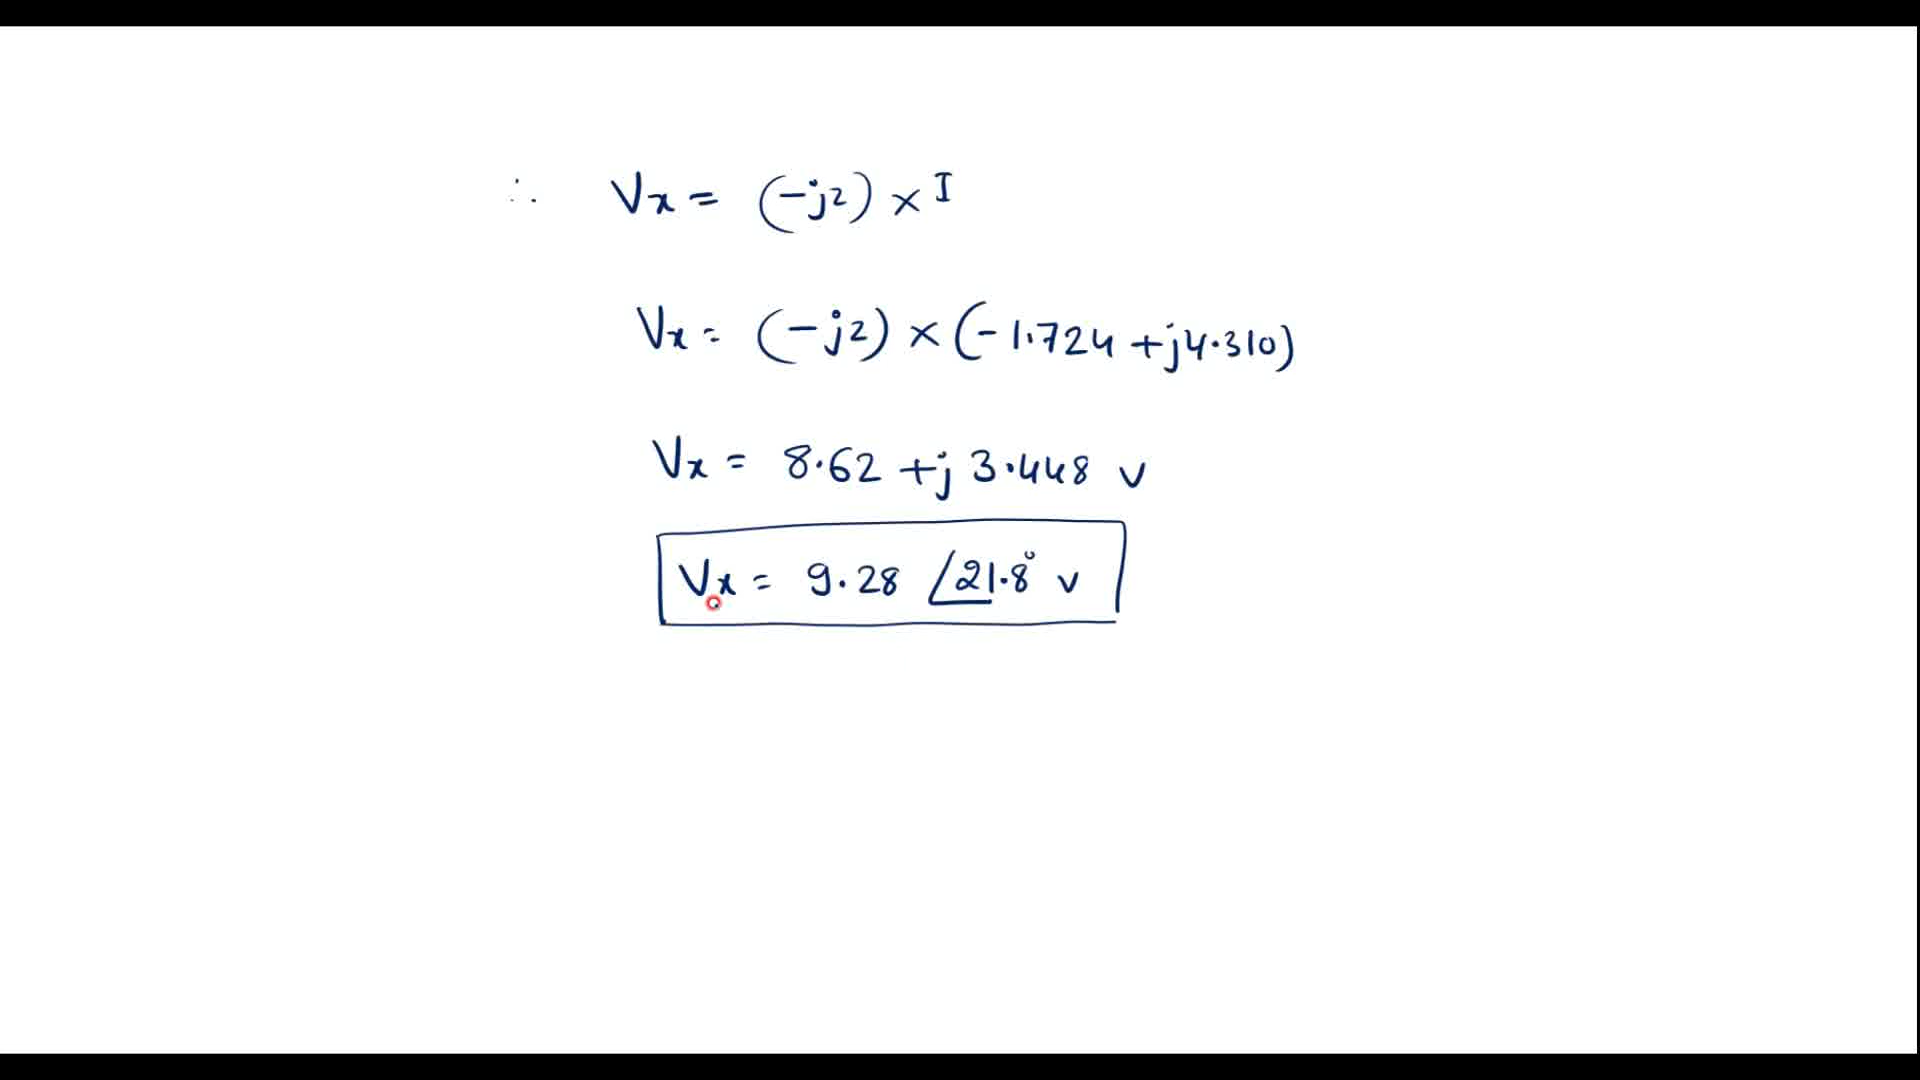 ∴ Vx = (-j2) × I
Vx = (-j2) × (-1.724 + j4.310)
Vx = 8.62 + j 3.448 v
Vx = 9.28 ∠21.8° v